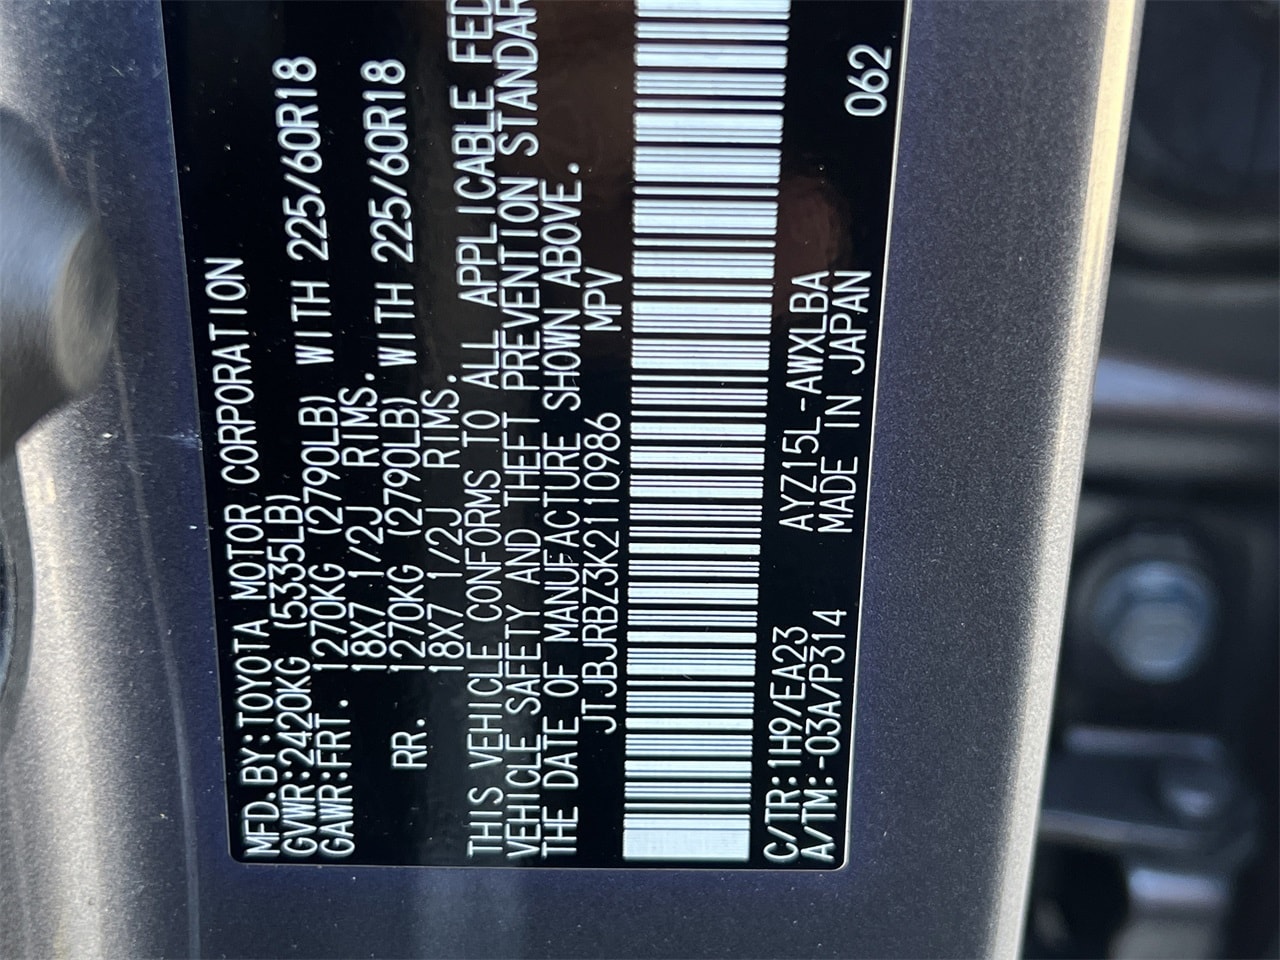 MFD.BY:TOYOTA MOTOR CORPORATION
GVWR:2420KG (5335LB)
GAWR:FRT. 1270KG (2790LB) WITH 225/60R18
18X7 1/2J RIMS.
RR. 1270KG (2790LB) WITH 225/60R18
18X7 1/2J RIMS.
THIS VEHICLE CONFORMS TO ALL APPLICABLE FED
VEHICLE SAFETY AND THEFT PREVENTION STANDAR
THE DATE OF MANUFACTURE SHOWN ABOVE.
JTJBJRBZ3K2110986 MPV
C/TR:1H9/EA23 AYZ15L-AWXLBA 062
A/TM:-03A/P314 MADE IN JAPAN